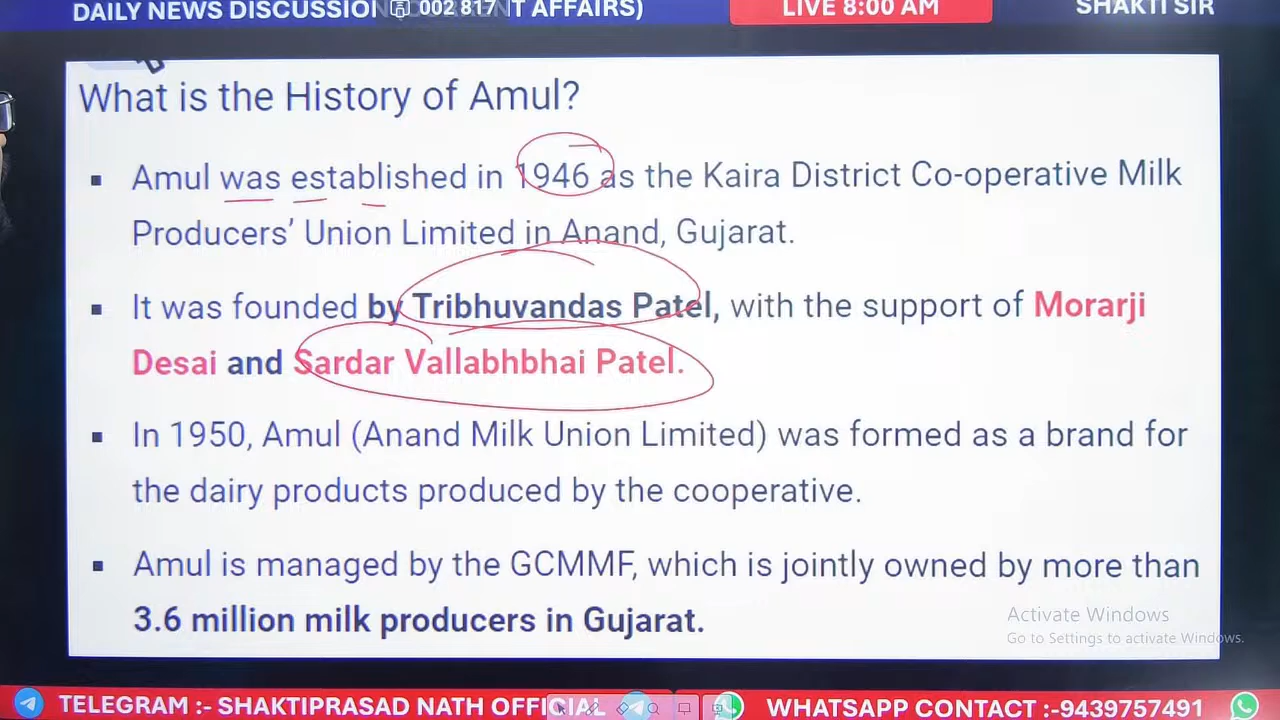 DAILY NEWS DISCUSSION 002 817 T AFFAIRS)
LIVE 8:00 AM
SHAKTI SIR
What is the History of Amul?
▪ Amul was established in 1946 as the Kaira District Co-operative Milk
Producers’ Union Limited in Anand, Gujarat.
▪ It was founded by Tribhuvandas Patel, with the support of Morarji
Desai and Sardar Vallabhbhai Patel.
▪ In 1950, Amul (Anand Milk Union Limited) was formed as a brand for
the dairy products produced by the cooperative.
▪ Amul is managed by the GCMMF, which is jointly owned by more than
3.6 million milk producers in Gujarat.
Activate Windows
Go to Settings to activate Windows.
TELEGRAM :- SHAKTIPRASAD NATH OFFICIAL
WHATSAPP CONTACT :-9439757491